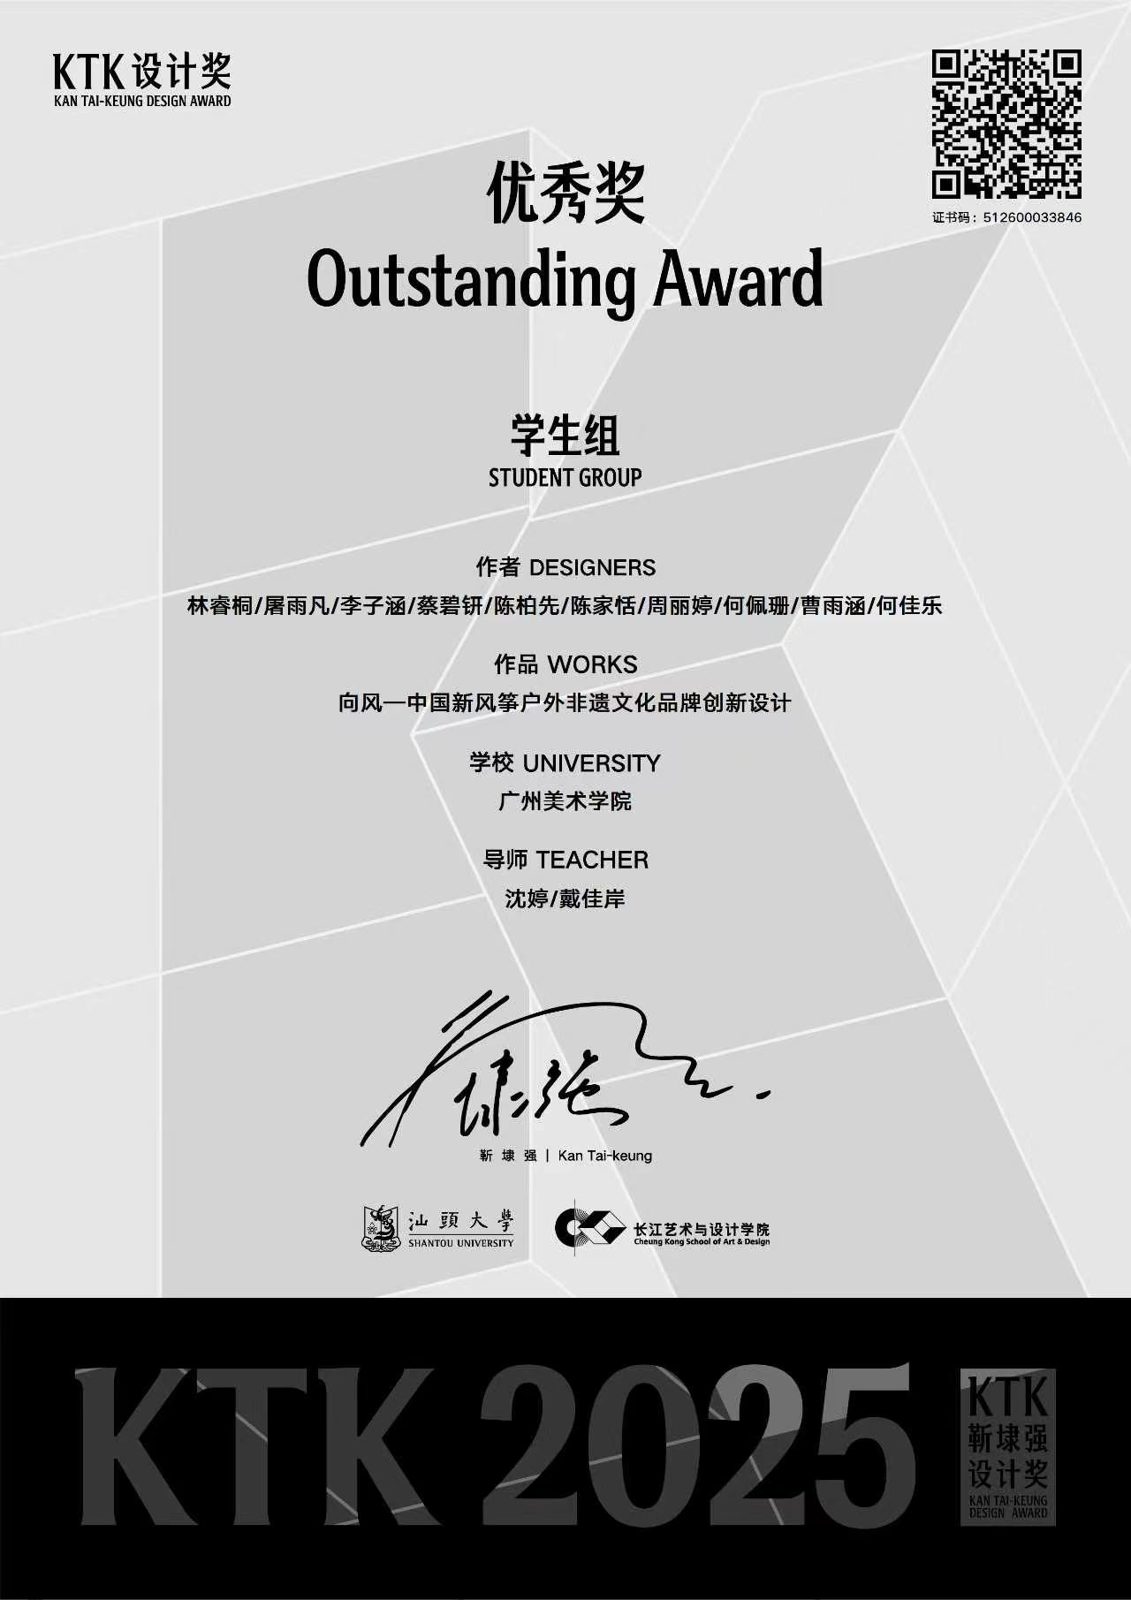 KTK 设计奖
KAN TAI-KEUNG DESIGN AWARD
证书码：512600033846
优秀奖
Outstanding Award
学生组
STUDENT GROUP
作者 DESIGNERS
林睿桐/屠雨凡/李子涵/蔡碧钘/陈柏先/陈家恬/周丽婷/何佩珊/曹雨涵/何佳乐
作品 WORKS
向风—中国新风筝户外非遗文化品牌创新设计
学校 UNIVERSITY
广州美术学院
导师 TEACHER
沈婷/戴佳岸
靳埭强
靳 埭 强 | Kan Tai-keung
汕頭大學
SHANTOU UNIVERSITY
长江艺术与设计学院
Cheung Kong School of Art & Design
KTK 2025
KTK
靳埭强
设计奖
KAN TAI-KEUNG
DESIGN AWARD